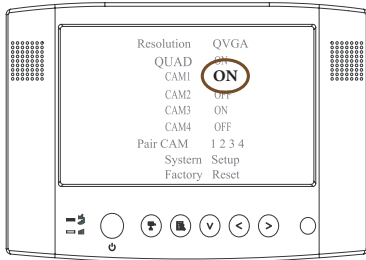 Resolution QVGA
QUAD ON
CAM1 ON
CAM2 OFF
CAM3 ON
CAM4 OFF
Pair CAM 1 2 3 4
System Setup
Factory Reset